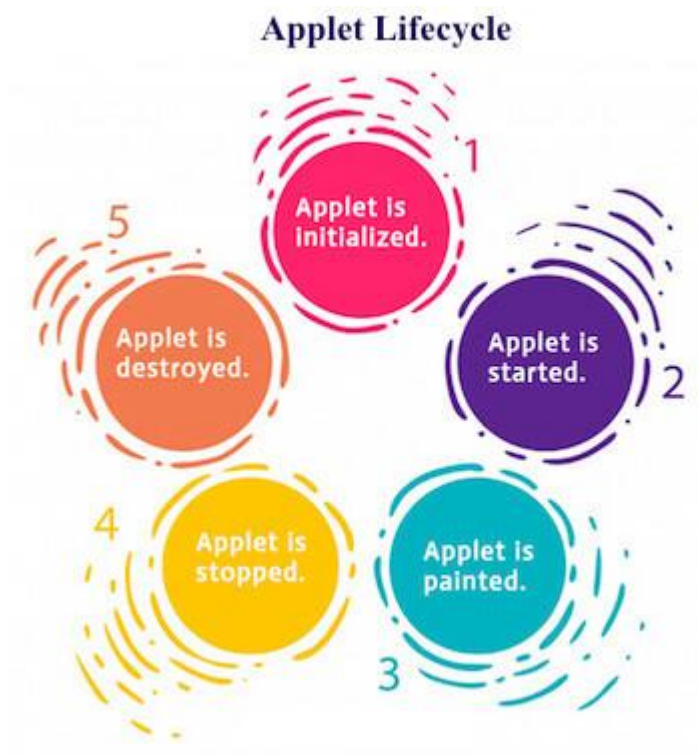 Applet Lifecycle
1
Applet is
initialized.
2
Applet is
started.
3
Applet is
painted.
4
Applet is
stopped.
5
Applet is
destroyed.